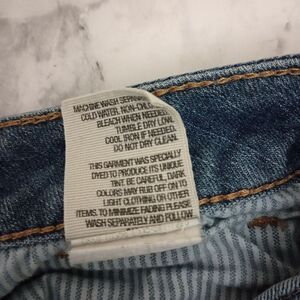 MACHINE WASH SEPARA
COLD WATER. NON-CHLO
BLEACH WHEN NEEDED.
TUMBLE DRY LOW.
COOL IRON IF NEEDED.
DO NOT DRY CLEAN.
THIS GARMENT WAS SPECIALLY
DYED TO PRODUCE ITS UNIQUE
TINT. BE CAREFUL. DARK
COLORS MAY RUB OFF ON TO
LIGHT CLOTHING OR OTHER
ITEMS. TO MINIMIZE FADING PLEASE
WASH SEPARATELY AND FOLLOW